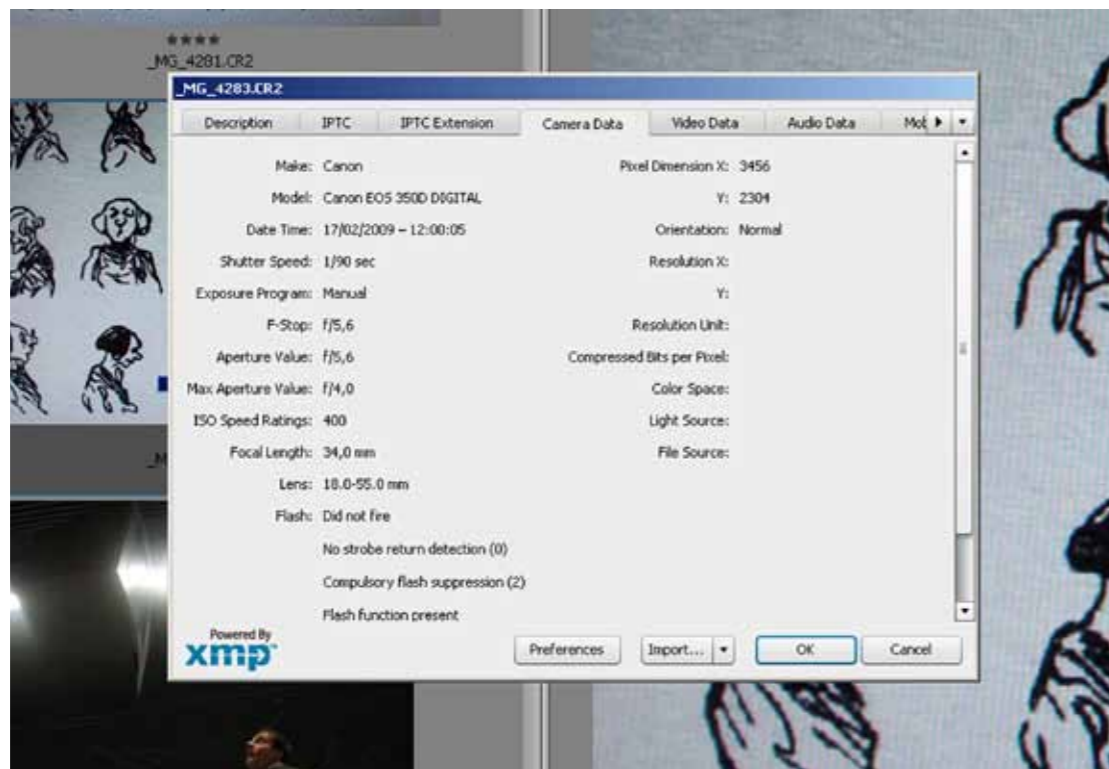 _MG_4281.CR2
_MG_4283.CR2
Description IPTC IPTC Extension Camera Data Video Data Audio Data
Make: Canon
Model: Canon EOS 350D DIGITAL
Date Time: 17/02/2009 – 12:00:05
Shutter Speed: 1/90 sec
Exposure Program: Manual
F-Stop: f/5,6
Aperture Value: f/5,6
Max Aperture Value: f/4,0
ISO Speed Ratings: 400
Focal Length: 34,0 mm
Lens: 18.0-55.0 mm
Flash: Did not fire
No strobe return detection (0)
Compulsory flash suppression (2)
Flash function present
Pixel Dimension X: 3456
Y: 2304
Orientation: Normal
Resolution X:
Y:
Resolution Unit:
Compressed Bits per Pixel:
Color Space:
Light Source:
File Source:
Powered By
xmp
Preferences Import... OK Cancel